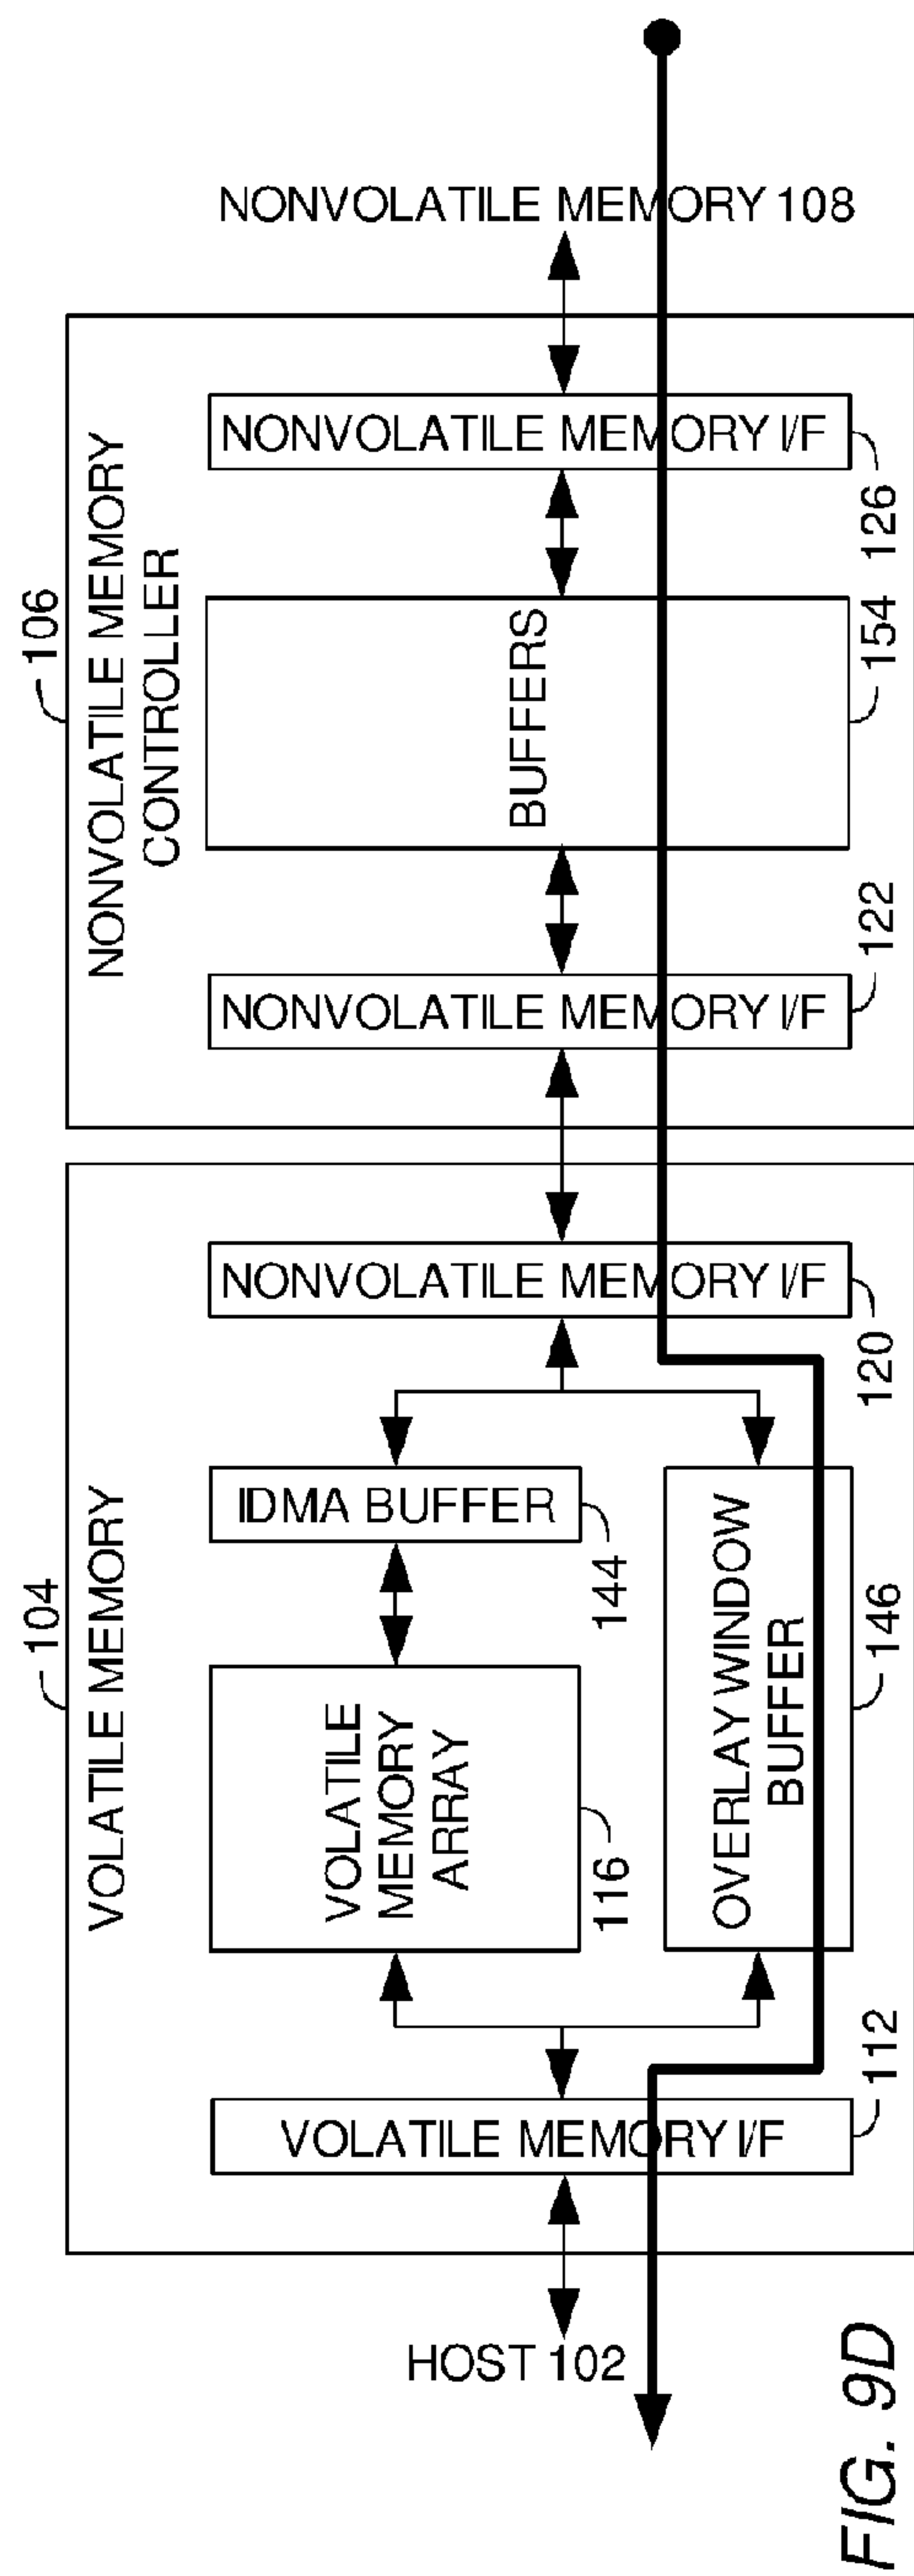 104
VOLATILE MEMORY
HOST 102
VOLATILE MEMORY I/F
112
VOLATILE
MEMORY
ARRAY
116
IDMA BUFFER
144
OVERLAY WINDOW
BUFFER
146
NONVOLATILE MEMORY I/F
120
106
NONVOLATILE MEMORY
CONTROLLER
NONVOLATILE MEMORY I/F
122
BUFFERS
154
NONVOLATILE MEMORY I/F
126
NONVOLATILE MEMORY 108
FIG. 9D